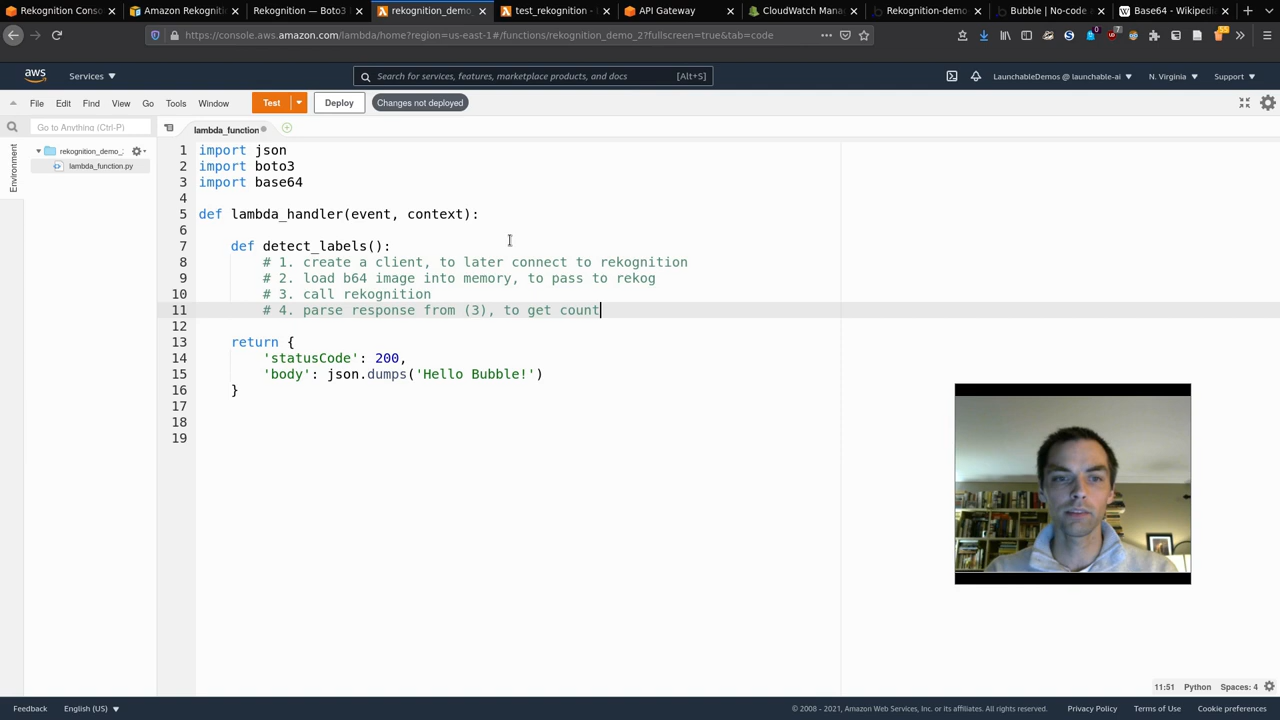 Rekognition Conso
Amazon Rekogniti
Rekognition — Boto3
rekognition_demo_
test_rekognition -
API Gateway
CloudWatch Mana
Rekognition-demo
Bubble | No-code
Base64 - Wikiped
https://console.aws.amazon.com/lambda/home?region=us-east-1#/functions/rekognition_demo_2?fullscreen=true&tab=code
aws
Services
Search for services, features, marketplace products, and docs [Alt+S]
LaunchableDemos @ launchable-ai
N. Virginia
Support
File Edit Find View Go Tools Window
Test
Deploy
Changes not deployed
Go to Anything (Ctrl-P)
lambda_function
Environment
rekognition_demo_
lambda_function.py
1 import json
2 import boto3
3 import base64
4
5 def lambda_handler(event, context):
6
7 def detect_labels():
8 # 1. create a client, to later connect to rekognition
9 # 2. load b64 image into memory, to pass to rekog
10 # 3. call rekognition
11 # 4. parse response from (3), to get count
12
13 return {
14 'statusCode': 200,
15 'body': json.dumps('Hello Bubble!')
16 }
17
18
19
11:51 Python Spaces: 4
Feedback English (US)
© 2008 - 2021, Amazon Web Services, Inc. or its affiliates. All rights reserved.
Privacy Policy Terms of Use Cookie preferences